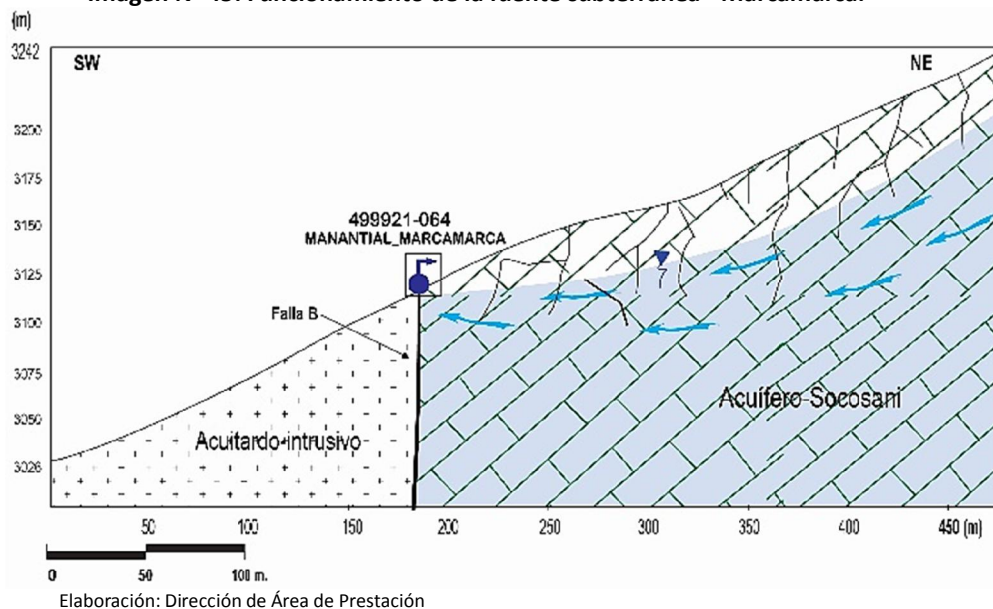 (m)
3242
SW
NE
3200
3175
3150
499921-064
MANANTIAL_MARCAMARCA
3125
Falla B
3100
3075
Acuífero-Socosani
3050
Acuitardo-intrusivo
3026
50
100
150
200
250
300
350
400
450 (m)
0
50
100 m.
Elaboración: Dirección de Área de Prestación